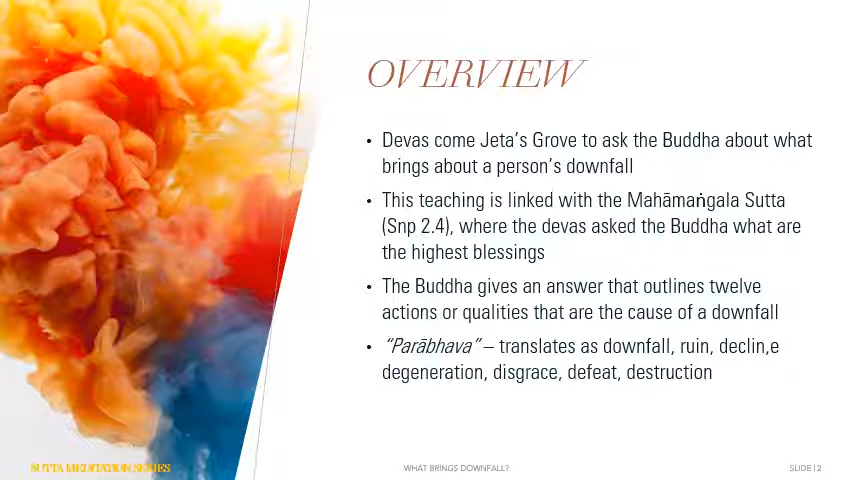 OVERVIEW
• Devas come Jeta's Grove to ask the Buddha about what
brings about a person's downfall
• This teaching is linked with the Mahāmaṅgala Sutta
(Snp 2.4), where the devas asked the Buddha what are
the highest blessings
• The Buddha gives an answer that outlines twelve
actions or qualities that are the cause of a downfall
• "Parābhava" – translates as downfall, ruin, declin,e
degeneration, disgrace, defeat, destruction
SUTTA MEDITATION SERIES
WHAT BRINGS DOWNFALL?
SLIDE | 2